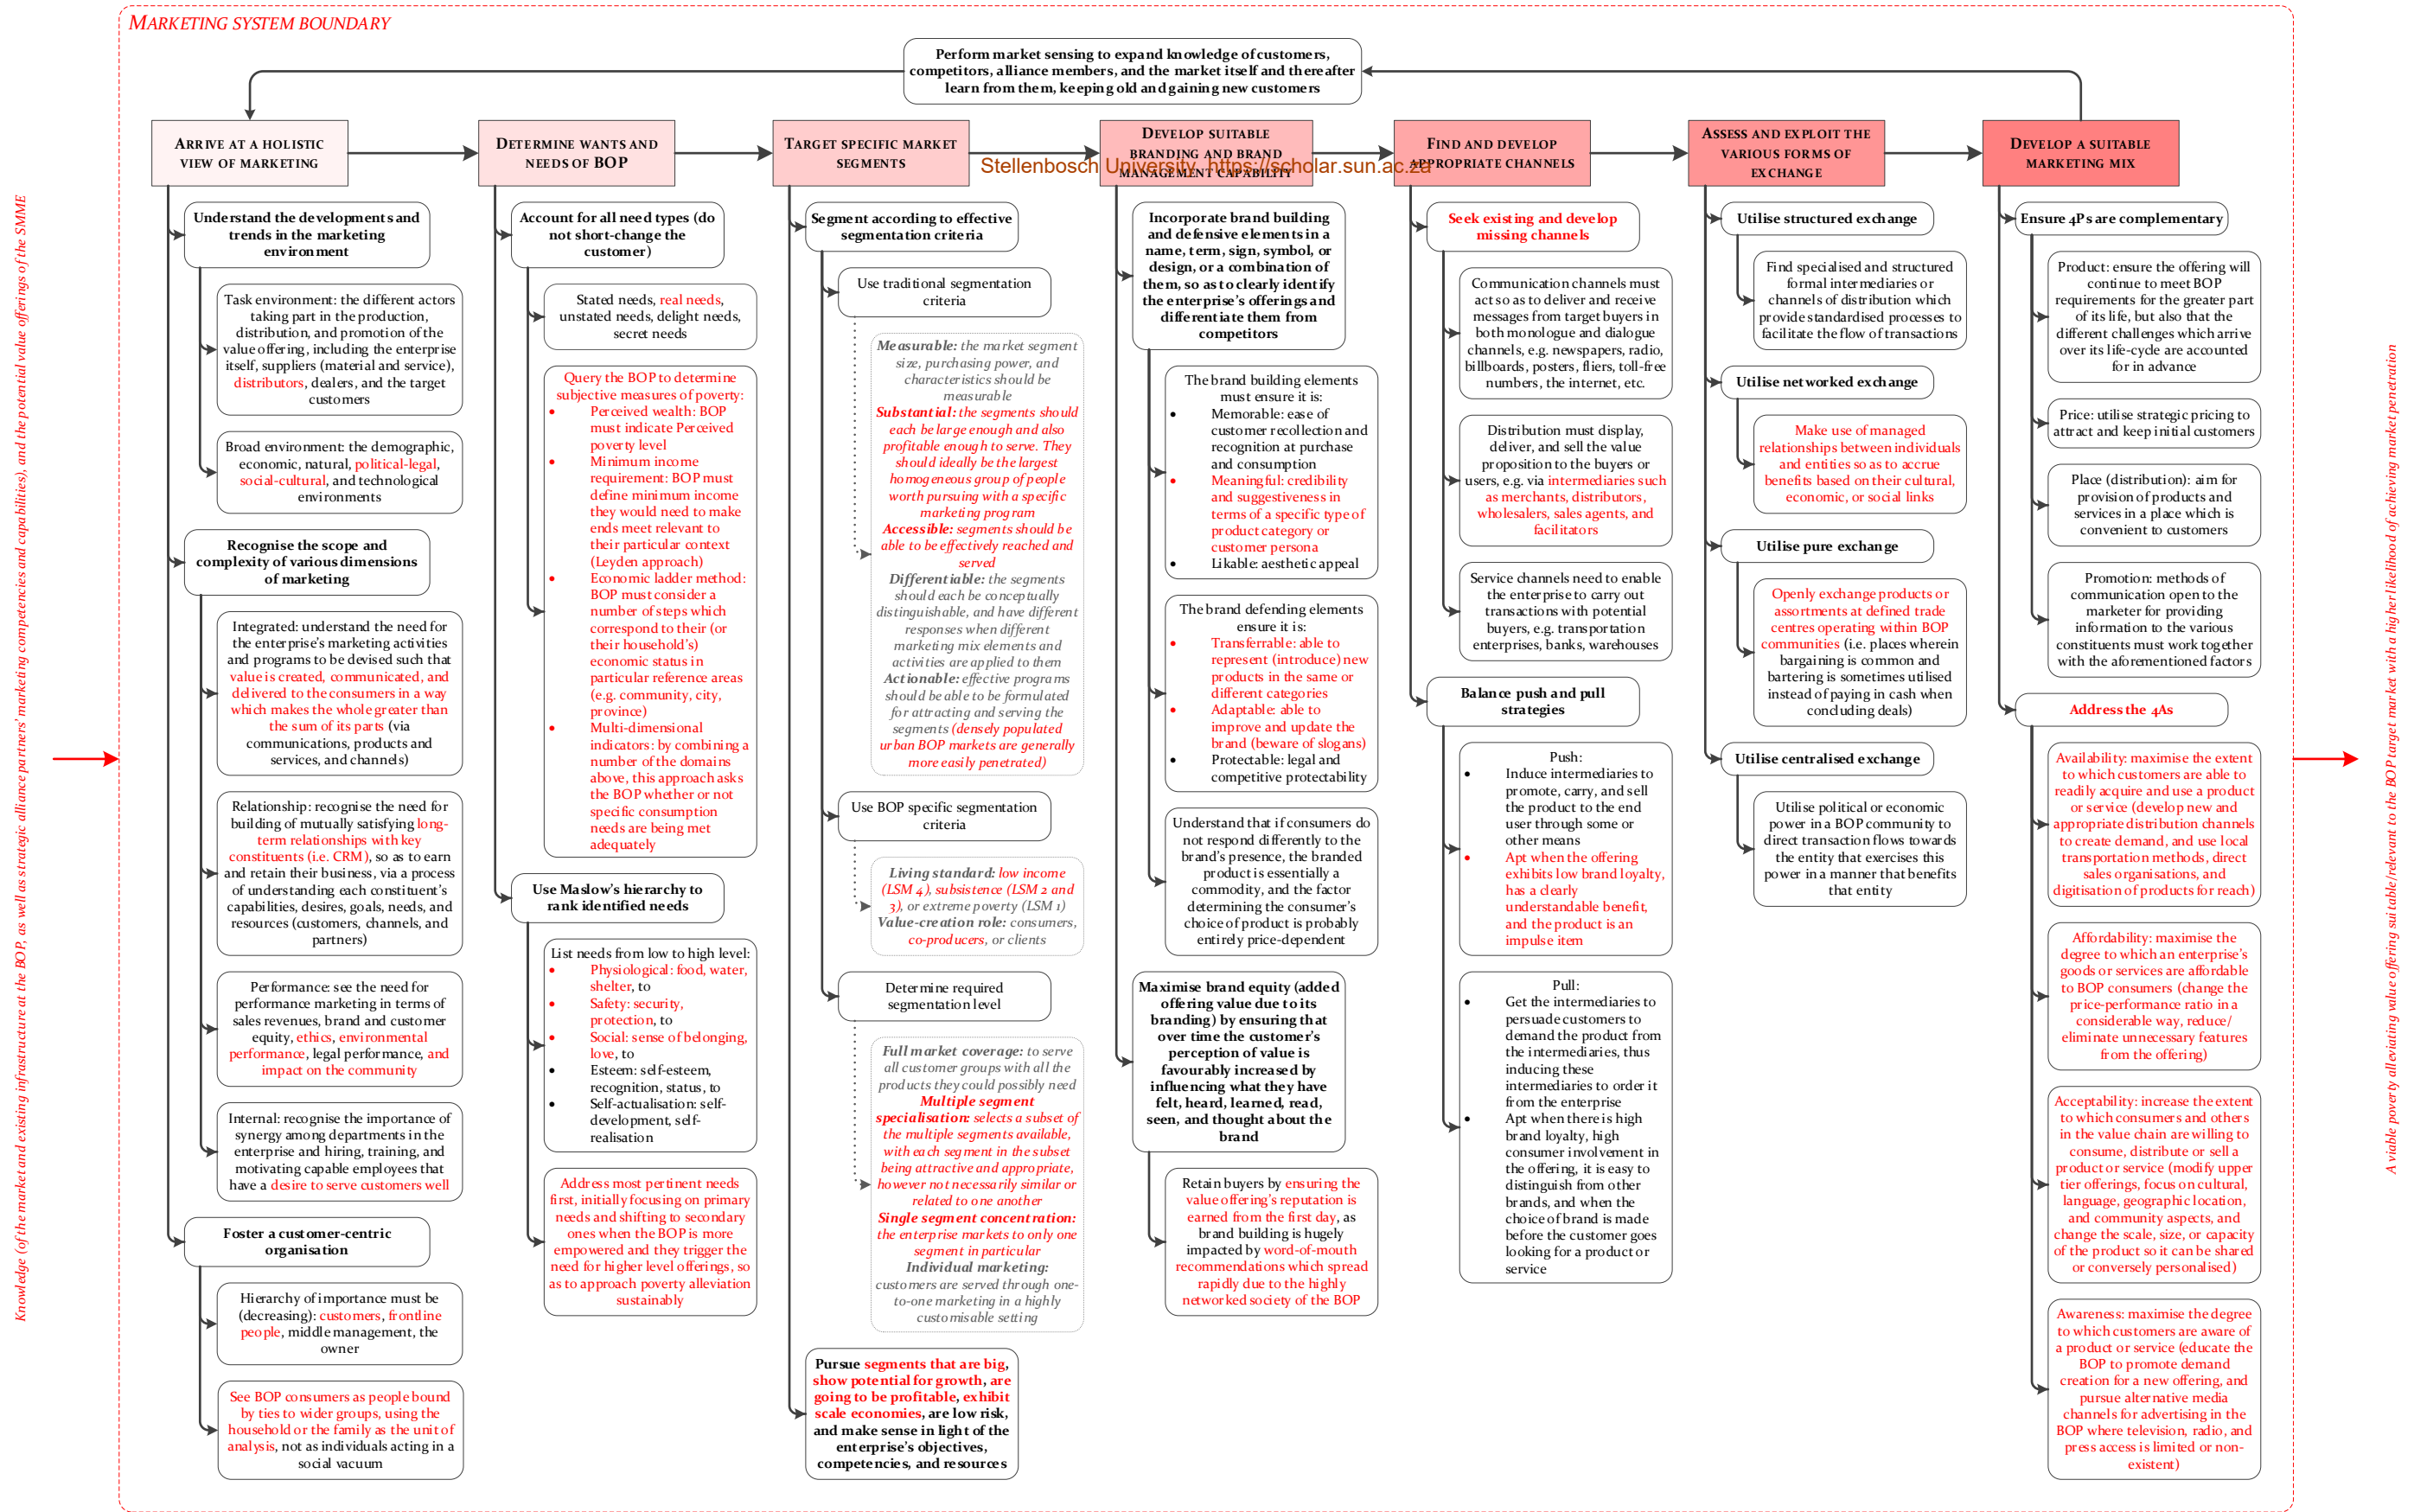 MARKETING SYSTEM BOUNDARY
Perform market sensing to expand knowledge of customers,
competitors, alliance members, and the market itself and thereafter
learn from them, keeping old and gaining new customers
Knowledge (of the market and existing infrastructure at the BOP, as well as strategic alliance partners' marketing competencies and capabilities), and the potential value offerings of the SMME
ARRIVE AT A HOLISTIC
VIEW OF MARKETING
Understand the developments and
trends in the marketing
environment
Task environment: the different actors
taking part in the production,
distribution, and promotion of the
value offering, including the enterprise
itself, suppliers (material and service),
distributors, dealers, and the target
customers
Broad environment: the demographic,
economic, natural, political-legal,
social-cultural, and technological
environments
Recognise the scope and
complexity of various dimensions
of marketing
Integrated: understand the need for
the enterprise's marketing activities
and programs to be devised such that
value is created, communicated, and
delivered to the consumers in a way
which makes the whole greater than
the sum of its parts (via
communications, products and
services, and channels)
Relationship: recognise the need for
building of mutually satisfying long-
term relationships with key
constituents (i.e. CRM), so as to earn
and retain their business, via a process
of understanding each constituent's
capabilities, desires, goals, needs, and
resources (customers, channels, and
partners)
Performance: see the need for
performance marketing in terms of
sales revenues, brand and customer
equity, ethics, environmental
performance, legal performance, and
impact on the community
Internal: recognise the importance of
synergy among departments in the
enterprise and hiring, training, and
motivating capable employees that
have a desire to serve customers well
Foster a customer-centric
organisation
Hierarchy of importance must be
(decreasing): customers, frontline
people, middle management, the
owner
See BOP consumers as people bound
by ties to wider groups, using the
household or the family as the unit of
analysis, not as individuals acting in a
social vacuum
DETERMINE WANTS AND
NEEDS OF BOP
Account for all need types (do
not short-change the
customer)
Stated needs, real needs,
unstated needs, delight needs,
secret needs
Query the BOP to determine
subjective measures of poverty:
• Perceived wealth: BOP
must indicate Perceived
poverty level
• Minimum income
requirement: BOP must
define minimum income
they would need to make
ends meet relevant to
their particular context
(Leyden approach)
• Economic ladder method:
BOP must consider a
number of steps which
correspond to their (or
their household's)
economic status in
particular reference areas
(e.g. community, city,
province)
• Multi-dimensional
indicators: by combining a
number of the domains
above, this approach asks
the BOP whether or not
specific consumption
needs are being met
adequately
Use Maslow's hierarchy to
rank identified needs
List needs from low to high level:
• Physiological: food, water,
shelter, to
• Safety: security,
protection, to
• Social: sense of belonging,
love, to
• Esteem: self-esteem,
recognition, status, to
• Self-actualisation: self-
development, self-
realisation
Address most pertinent needs
first, initially focusing on primary
needs and shifting to secondary
ones when the BOP is more
empowered and they trigger the
need for higher level offerings, so
as to approach poverty alleviation
sustainably
TARGET SPECIFIC MARKET
SEGMENTS
Segment according to effective
segmentation criteria
Use traditional segmentation
criteria
Measurable: the market segment
size, purchasing power, and
characteristics should be
measurable
Substantial: the segments should
each be large enough and also
profitable enough to serve. They
should ideally be the largest
homogeneous group of people
worth pursuing with a specific
marketing program
Accessible: segments should be
able to be effectively reached and
served
Differentiable: the segments
should each be conceptually
distinguishable, and have different
responses when different
marketing mix elements and
activities are applied to them
Actionable: effective programs
should be able to be formulated
for attracting and serving the
segments (densely populated
urban BOP markets are generally
more easily penetrated)
Use BOP specific segmentation
criteria
Living standard: low income
(LSM 4), subsistence (LSM 2 and
3), or extreme poverty (LSM 1)
Value-creation role: consumers,
co-producers, or clients
Determine required
segmentation level
Full market coverage: to serve
all customer groups with all the
products they could possibly need
Multiple segment
specialisation: selects a subset of
the multiple segments available,
with each segment in the subset
being attractive and appropriate,
however not necessarily similar or
related to one another
Single segment concentration:
the enterprise markets to only one
segment in particular
Individual marketing:
customers are served through one-
to-one marketing in a highly
customisable setting
Pursue segments that are big,
show potential for growth, are
going to be profitable, exhibit
scale economies, are low risk,
and make sense in light of the
enterprise's objectives,
competencies, and resources
DEVELOP SUITABLE
BRANDING AND BRAND
MANAGEMENT CAPABILITY
Stellenbosch University https://scholar.sun.ac.za
Incorporate brand building
and defensive elements in a
name, term, sign, symbol, or
design, or a combination of
them, so as to clearly identify
the enterprise's offerings and
differentiate them from
competitors
The brand building elements
must ensure it is:
• Memorable: ease of
customer recollection and
recognition at purchase
and consumption
• Meaningful: credibility
and suggestiveness in
terms of a specific type of
product category or
customer persona
• Likable: aesthetic appeal
The brand defending elements
ensure it is:
• Transferrable: able to
represent (introduce) new
products in the same or
different categories
• Adaptable: able to
improve and update the
brand (beware of slogans)
• Protectable: legal and
competitive protectability
Understand that if consumers do
not respond differently to the
brand's presence, the branded
product is essentially a
commodity, and the factor
determining the consumer's
choice of product is probably
entirely price-dependent
Maximise brand equity (added
offering value due to its
branding) by ensuring that
over time the customer's
perception of value is
favourably increased by
influencing what they have
felt, heard, learned, read,
seen, and thought about the
brand
Retain buyers by ensuring the
value offering's reputation is
earned from the first day, as
brand building is hugely
impacted by word-of-mouth
recommendations which spread
rapidly due to the highly
networked society of the BOP
FIND AND DEVELOP
APPROPRIATE CHANNELS
Seek existing and develop
missing channels
Communication channels must
act so as to deliver and receive
messages from target buyers in
both monologue and dialogue
channels, e.g. newspapers, radio,
billboards, posters, fliers, toll-free
numbers, the internet, etc.
Distribution must display,
deliver, and sell the value
proposition to the buyers or
users, e.g. via intermediaries such
as merchants, distributors,
wholesalers, sales agents, and
facilitators
Service channels need to enable
the enterprise to carry out
transactions with potential
buyers, e.g. transportation
enterprises, banks, warehouses
Balance push and pull
strategies
Push:
• Induce intermediaries to
promote, carry, and sell
the product to the end
user through some or
other means
• Apt when the offering
exhibits low brand loyalty,
has a clearly
understandable benefit,
and the product is an
impulse item
Pull:
• Get the intermediaries to
persuade customers to
demand the product from
the intermediaries, thus
inducing these
intermediaries to order it
from the enterprise
• Apt when there is high
brand loyalty, high
consumer involvement in
the offering, it is easy to
distinguish from other
brands, and when the
choice of brand is made
before the customer goes
looking for a product or
service
ASSESS AND EXPLOIT THE
VARIOUS FORMS OF
EXCHANGE
Utilise structured exchange
Find specialised and structured
formal intermediaries or
channels of distribution which
provide standardised processes to
facilitate the flow of transactions
Utilise networked exchange
Make use of managed
relationships between individuals
and entities so as to accrue
benefits based on their cultural,
economic, or social links
Utilise pure exchange
Openly exchange products or
assortments at defined trade
centres operating within BOP
communities (i.e. places wherein
bargaining is common and
bartering is sometimes utilised
instead of paying in cash when
concluding deals)
Utilise centralised exchange
Utilise political or economic
power in a BOP community to
direct transaction flows towards
the entity that exercises this
power in a manner that benefits
that entity
DEVELOP A SUITABLE
MARKETING MIX
Ensure 4Ps are complementary
Product: ensure the offering will
continue to meet BOP
requirements for the greater part
of its life, but also that the
different challenges which arrive
over its life-cycle are accounted
for in advance
Price: utilise strategic pricing to
attract and keep initial customers
Place (distribution): aim for
provision of products and
services in a place which is
convenient to customers
Promotion: methods of
communication open to the
marketer for providing
information to the various
constituents must work together
with the aforementioned factors
Address the 4As
Availability: maximise the extent
to which customers are able to
readily acquire and use a product
or service (develop new and
appropriate distribution channels
to create demand, and use local
transportation methods, direct
sales organisations, and
digitisation of products for reach)
Affordability: maximise the
degree to which an enterprise's
goods or services are affordable
to BOP consumers (change the
price-performance ratio in a
considerable way, reduce/
eliminate unnecessary features
from the offering)
Acceptability: increase the extent
to which consumers and others
in the value chain are willing to
consume, distribute or sell a
product or service (modify upper
tier offerings, focus on cultural,
language, geographic location,
and community aspects, and
change the scale, size, or capacity
of the product so it can be shared
or conversely personalised)
Awareness: maximise the degree
to which customers are aware of
a product or service (educate the
BOP to promote demand
creation for a new offering, and
pursue alternative media
channels for advertising in the
BOP where television, radio, and
press access is limited or non-
existent)
A viable poverty alleviating value offering suitable/relevant to the BOP target market with a higher likelihood of achieving market penetration